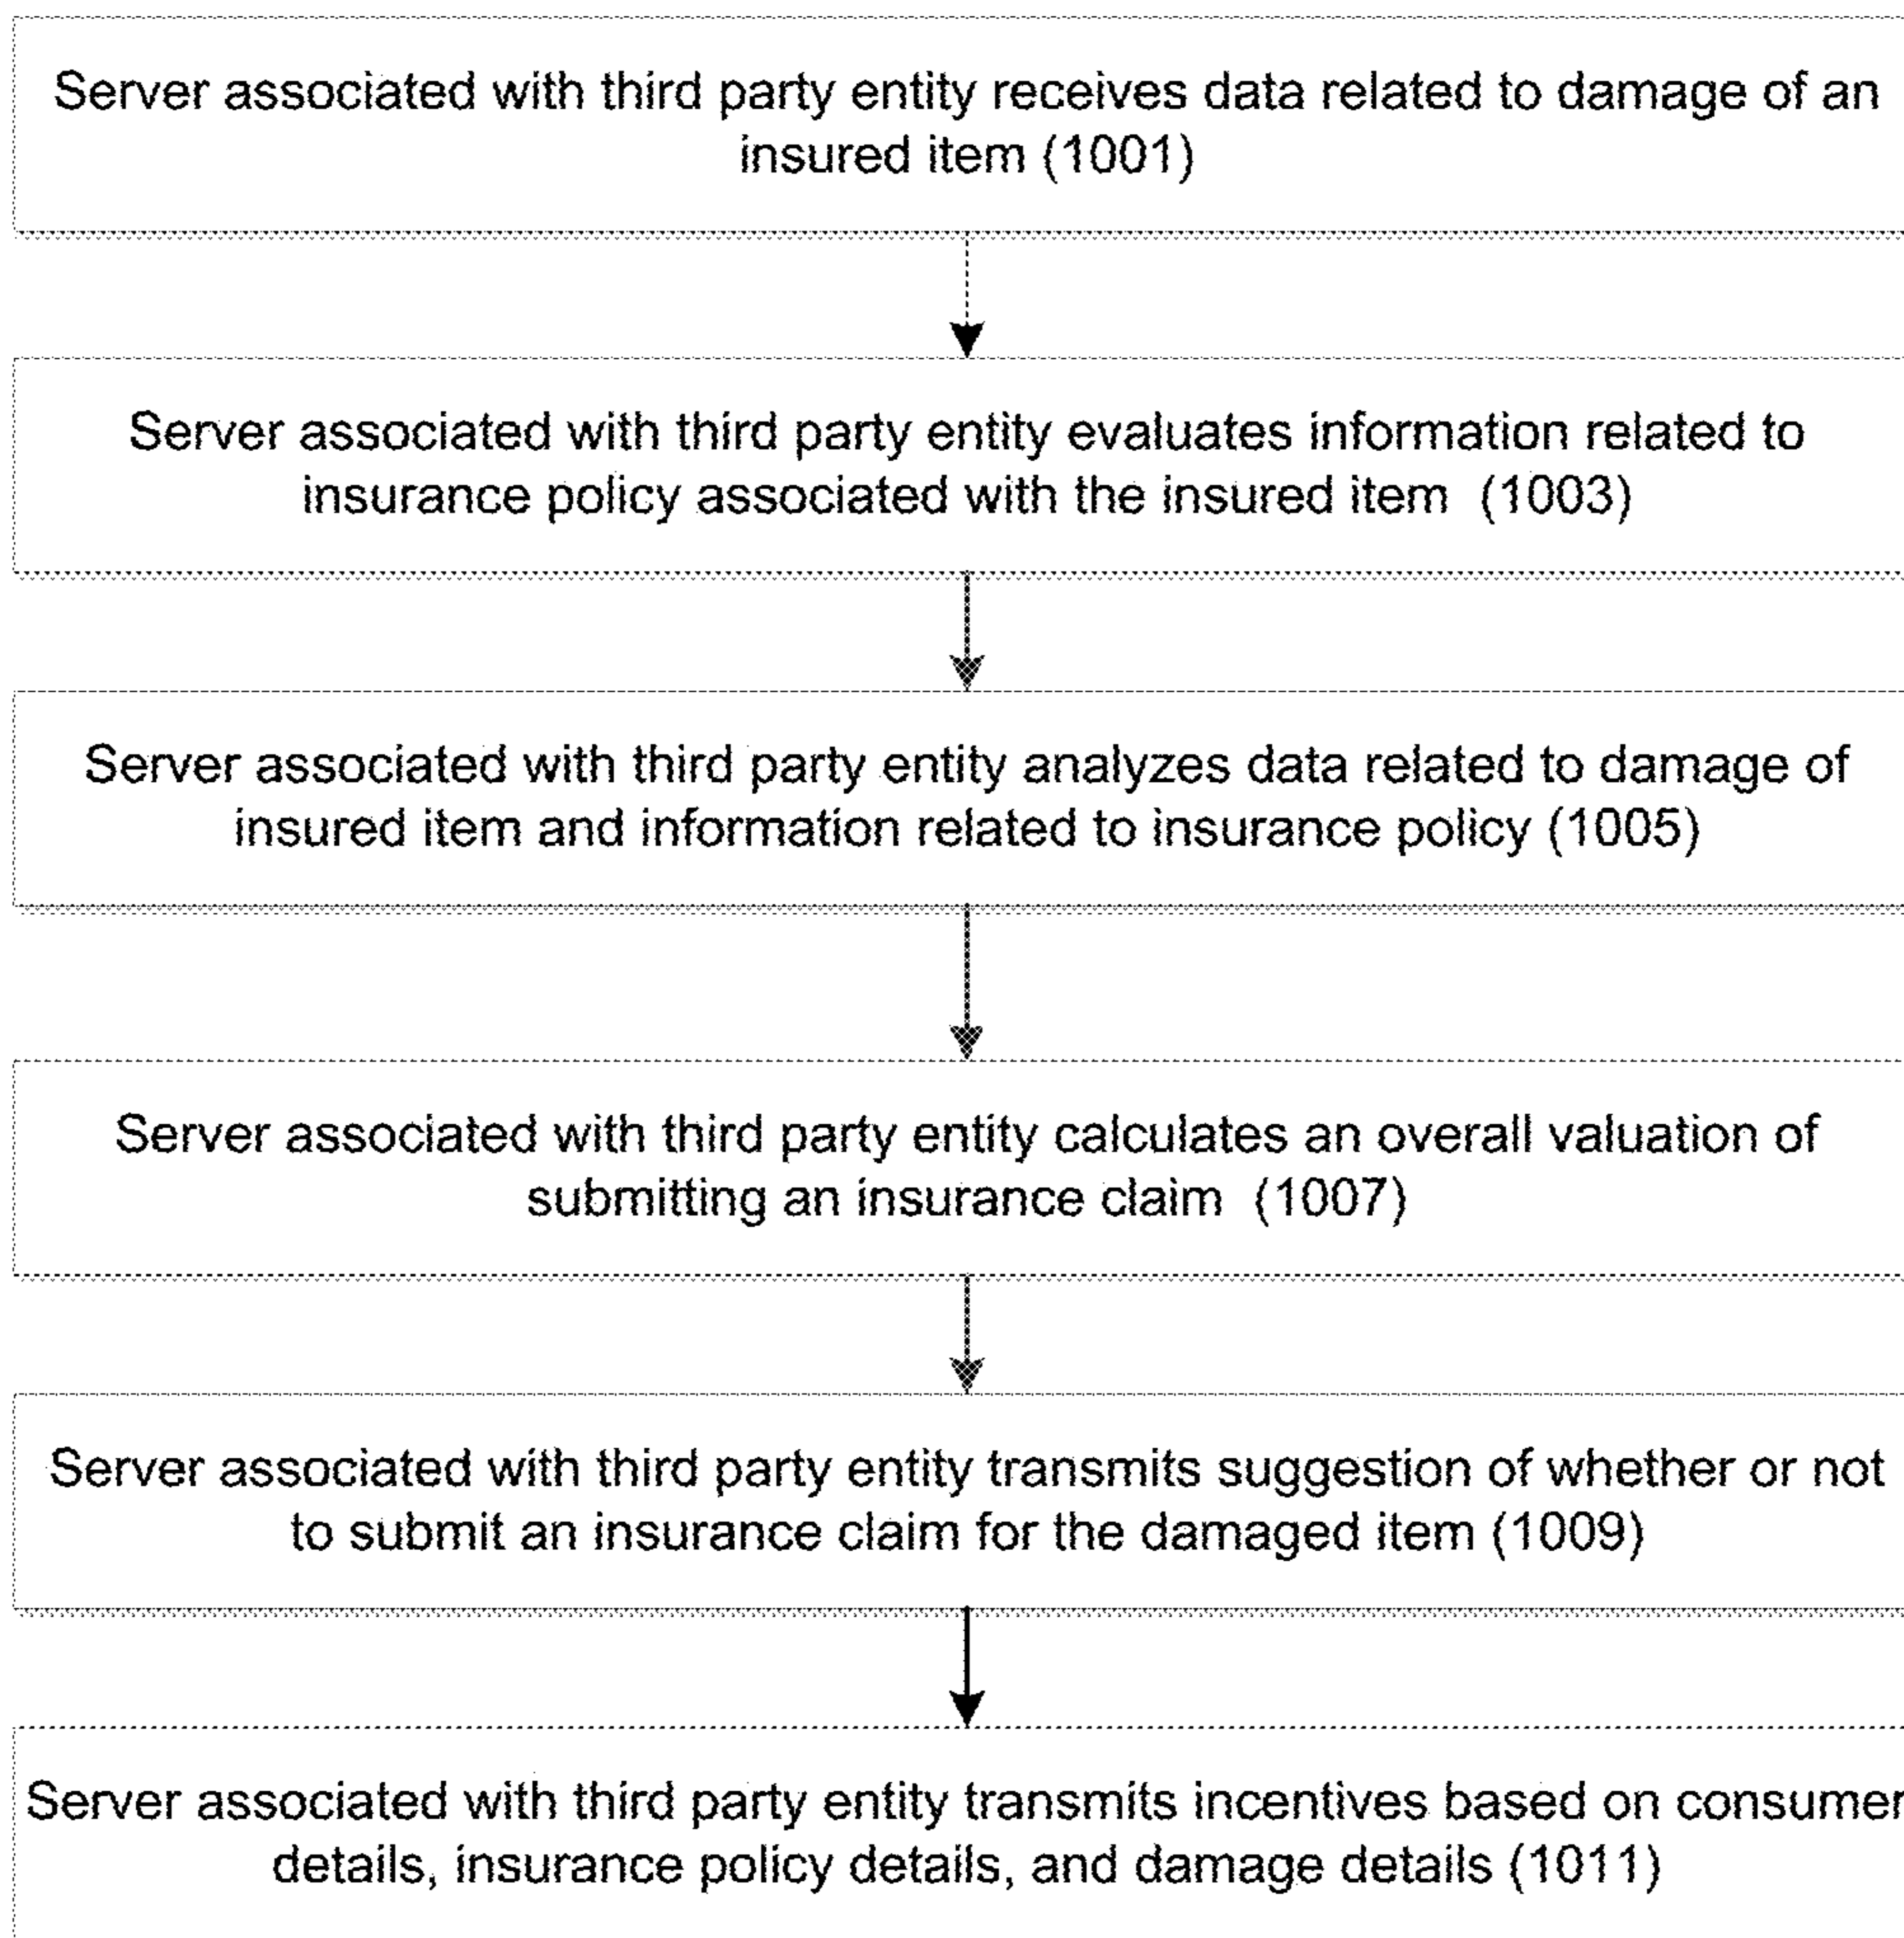 Server associated with third party entity receives data related to damage of an
insured item (1001)
Server associated with third party entity evaluates information related to
insurance policy associated with the insured item (1003)
Server associated with third party entity analyzes data related to damage of
insured item and information related to insurance policy (1005)
Server associated with third party entity calculates an overall valuation of
submitting an insurance claim (1007)
Server associated with third party entity transmits suggestion of whether or not
to submit an insurance claim for the damaged item (1009)
Server associated with third party entity transmits incentives based on consumer
details, insurance policy details, and damage details (1011)